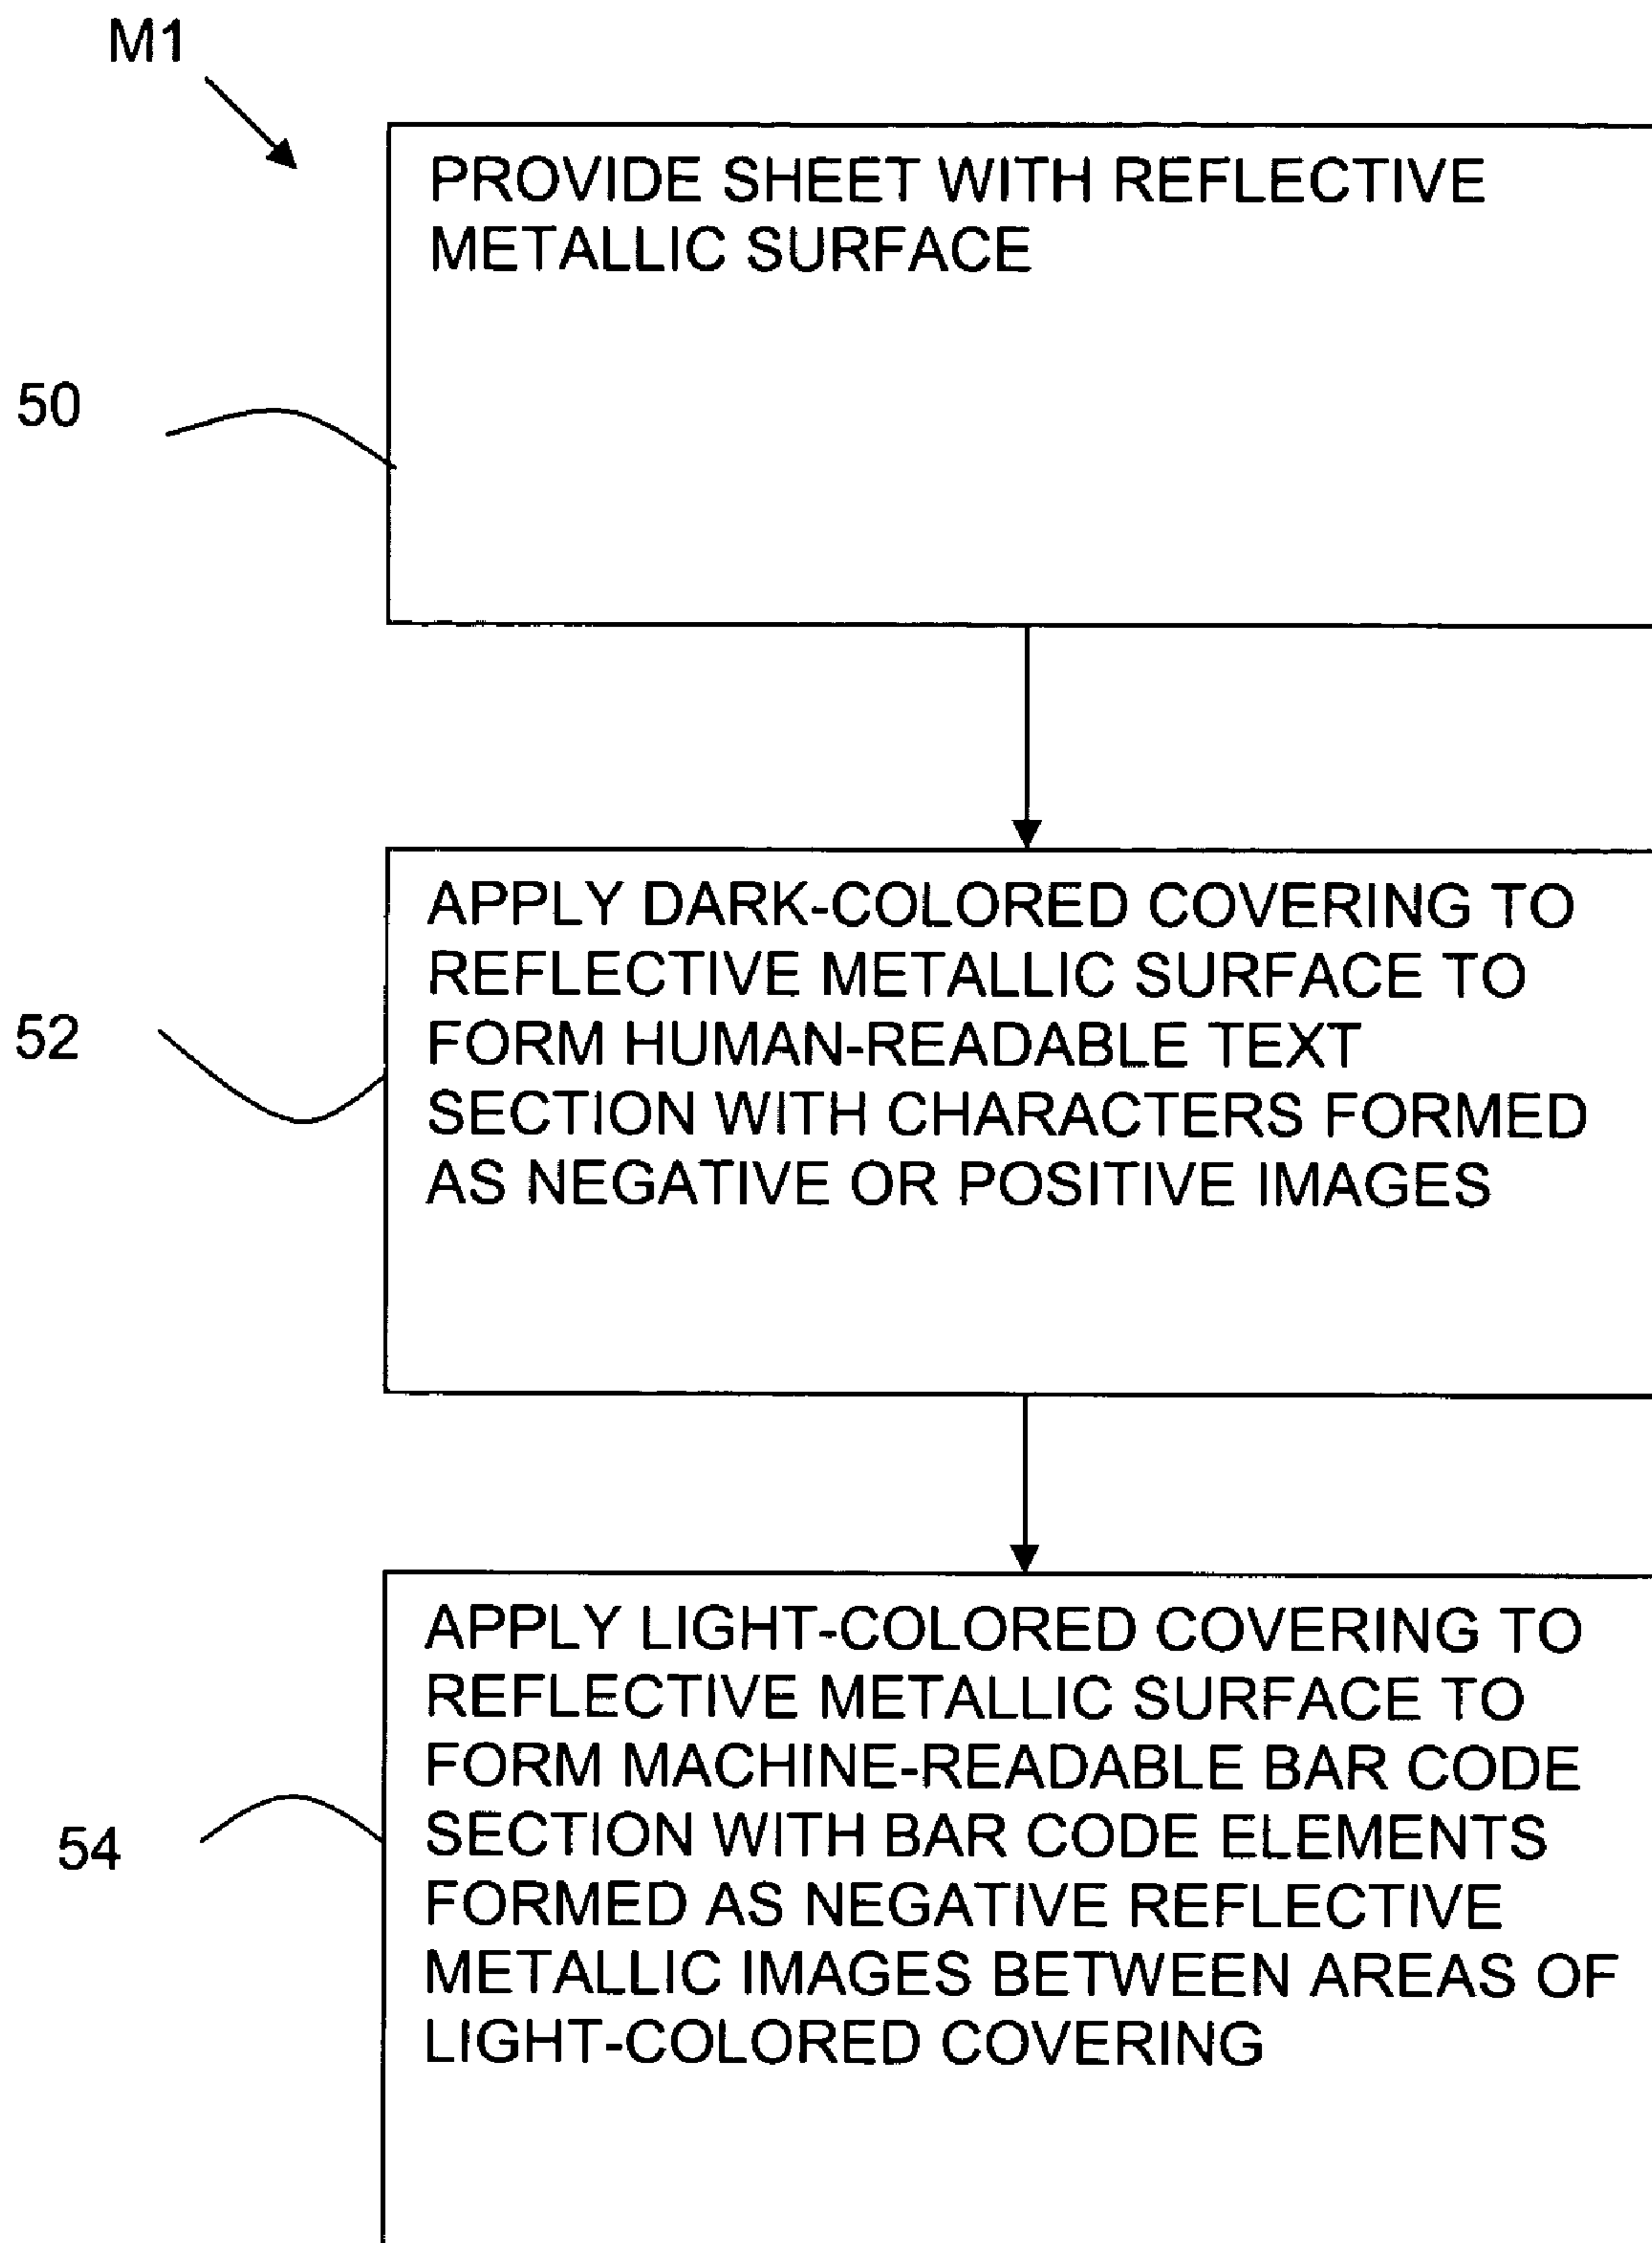 M1
PROVIDE SHEET WITH REFLECTIVE
METALLIC SURFACE
50
APPLY DARK-COLORED COVERING TO
REFLECTIVE METALLIC SURFACE TO
FORM HUMAN-READABLE TEXT
SECTION WITH CHARACTERS FORMED
AS NEGATIVE OR POSITIVE IMAGES
52
APPLY LIGHT-COLORED COVERING TO
REFLECTIVE METALLIC SURFACE TO
FORM MACHINE-READABLE BAR CODE
SECTION WITH BAR CODE ELEMENTS
FORMED AS NEGATIVE REFLECTIVE
METALLIC IMAGES BETWEEN AREAS OF
LIGHT-COLORED COVERING
54